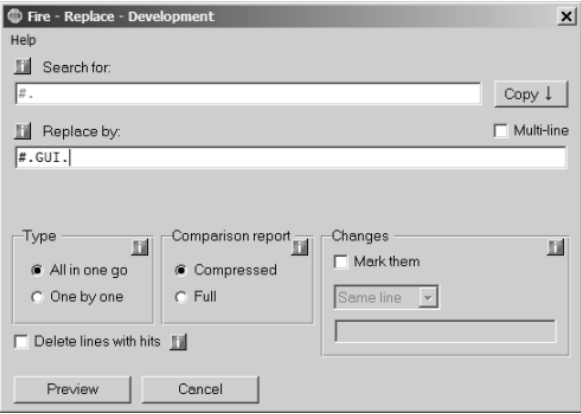 Fire - Replace - Development
Help
Search for:
#.
Copy ↓
Replace by:
Multi-line
#.GUI.
Type
All in one go
One by one
Comparison report
Compressed
Full
Changes
Mark them
Same line
Delete lines with hits
Preview
Cancel